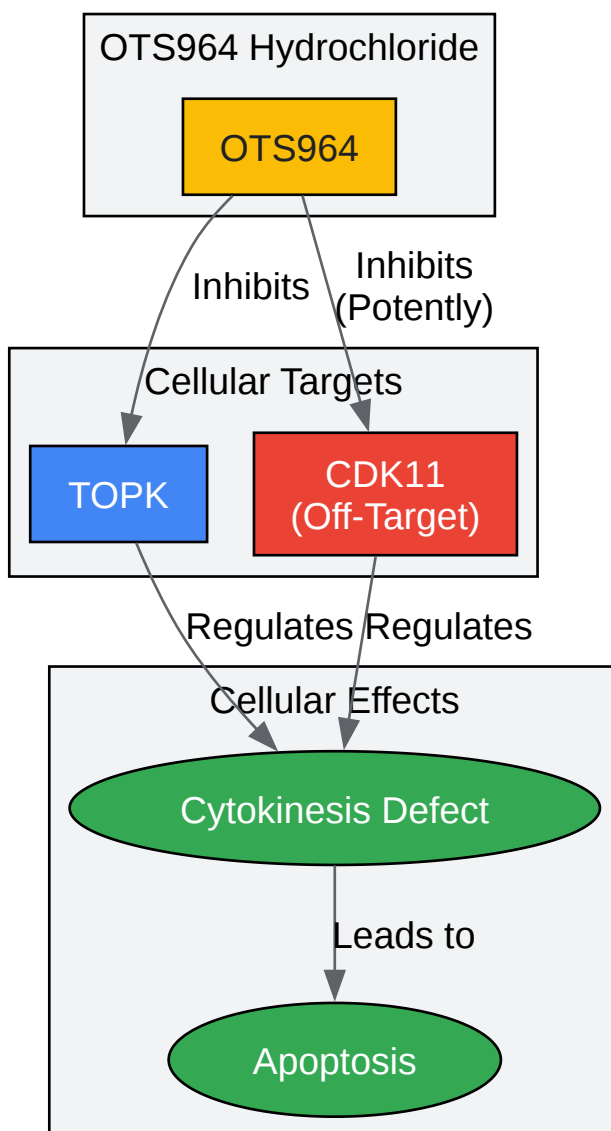 OTS964 Hydrochloride
OTS964
Inhibits
Inhibits
(Potently)
Cellular Targets
TOPK
CDK11
(Off-Target)
Regulates
Regulates
Cellular Effects
Cytokinesis Defect
Leads to
Apoptosis